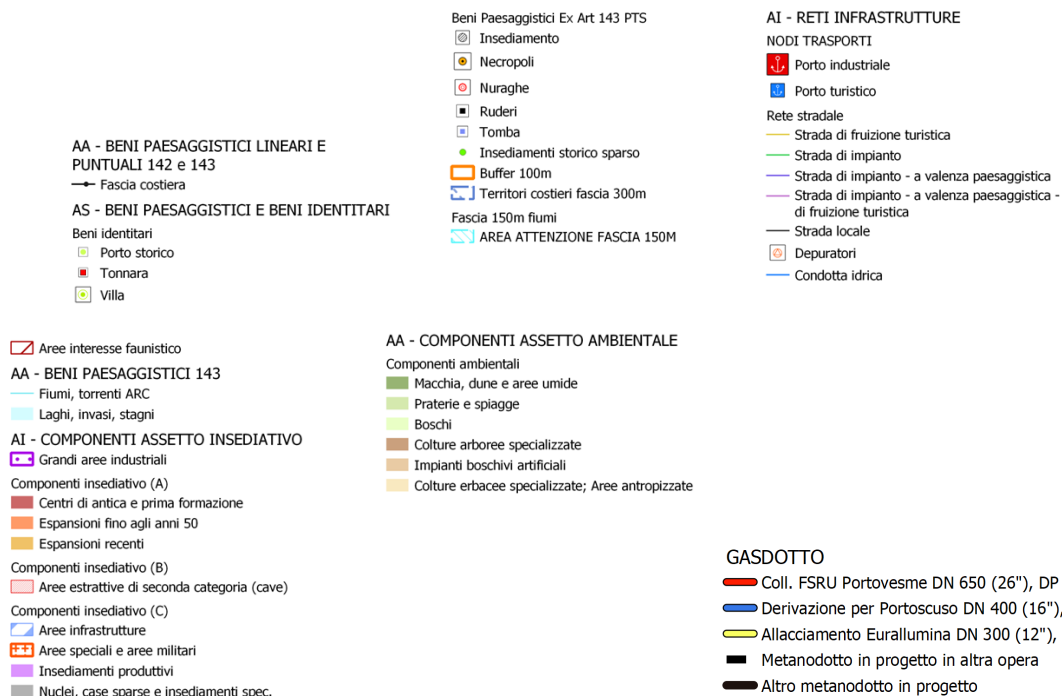 AA - BENI PAESAGGISTICI LINEARI E
PUNTUALI 142 e 143
Fascia costiera
AS - BENI PAESAGGISTICI E BENI IDENTITARI
Beni identitari
Porto storico
Tonnara
Villa
Beni Paesaggistici Ex Art 143 PTS
Insediamento
Necropoli
Nuraghe
Ruderi
Tomba
Insediamenti storico sparso
Buffer 100m
Territori costieri fascia 300m
Fascia 150m fiumi
AREA ATTENZIONE FASCIA 150M
AI - RETI INFRASTRUTTURE
NODI TRASPORTI
Porto industriale
Porto turistico
Rete stradale
Strada di fruizione turistica
Strada di impianto
Strada di impianto - a valenza paesaggistica
Strada di impianto - a valenza paesaggistica -
di fruizione turistica
Strada locale
Depuratori
Condotta idrica
Aree interesse faunistico
AA - BENI PAESAGGISTICI 143
Fiumi, torrenti ARC
Laghi, invasi, stagni
AI - COMPONENTI ASSETTO INSEDIATIVO
Grandi aree industriali
Componenti insediativo (A)
Centri di antica e prima formazione
Espansioni fino agli anni 50
Espansioni recenti
Componenti insediativo (B)
Aree estrattive di seconda categoria (cave)
Componenti insediativo (C)
Aree infrastrutture
Aree speciali e aree militari
Insediamenti produttivi
Nuclei, case sparse e insediamenti spec.
AA - COMPONENTI ASSETTO AMBIENTALE
Componenti ambientali
Macchia, dune e aree umide
Praterie e spiagge
Boschi
Colture arboree specializzate
Impianti boschivi artificiali
Colture erbacee specializzate; Aree antropizzate
GASDOTTO
Coll. FSRU Portovesme DN 650 (26"), DP
Derivazione per Portoscuso DN 400 (16"),
Allacciamento Eurallumina DN 300 (12"),
Metanodotto in progetto in altra opera
Altro metanodotto in progetto